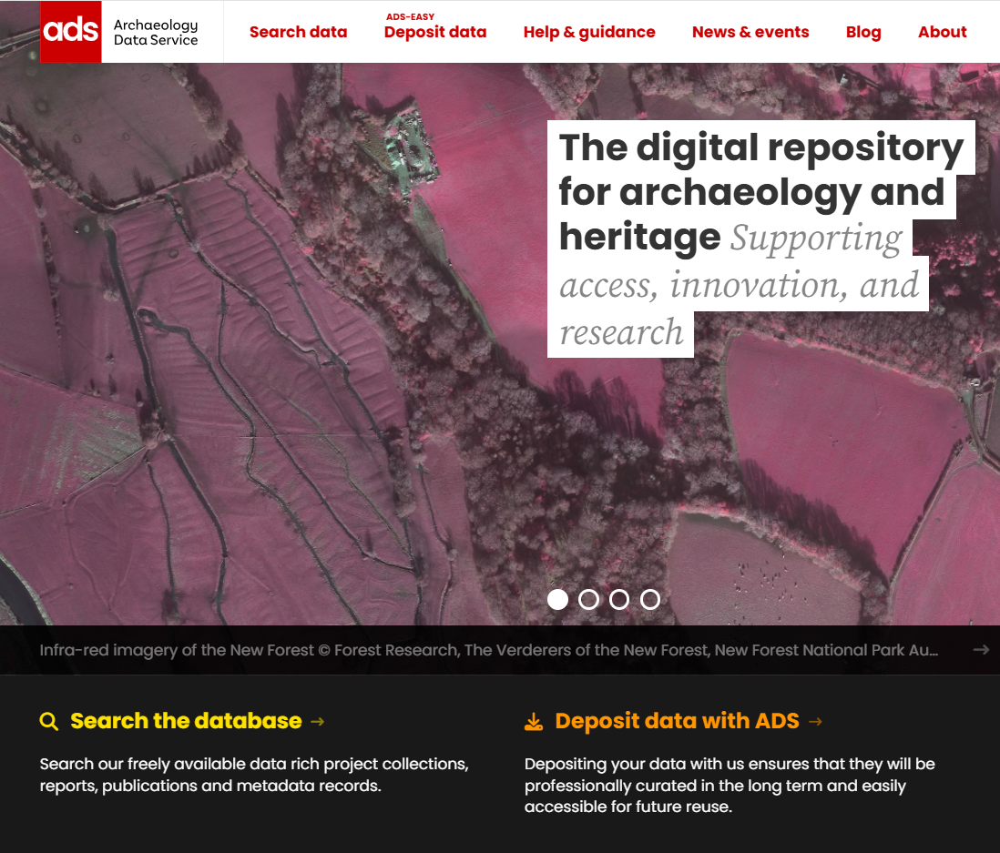 ads
Archaeology
Data Service
Search data
ADS-EASY
Deposit data
Help & guidance
News & events
Blog
About
The digital repository
for archaeology and
heritage Supporting
access, innovation, and
research
Infra-red imagery of the New Forest © Forest Research, The Verderers of the New Forest, New Forest National Park Au...
Search the database →
Search our freely available data rich project collections,
reports, publications and metadata records.
Deposit data with ADS →
Depositing your data with us ensures that they will be
professionally curated in the long term and easily
accessible for future reuse.